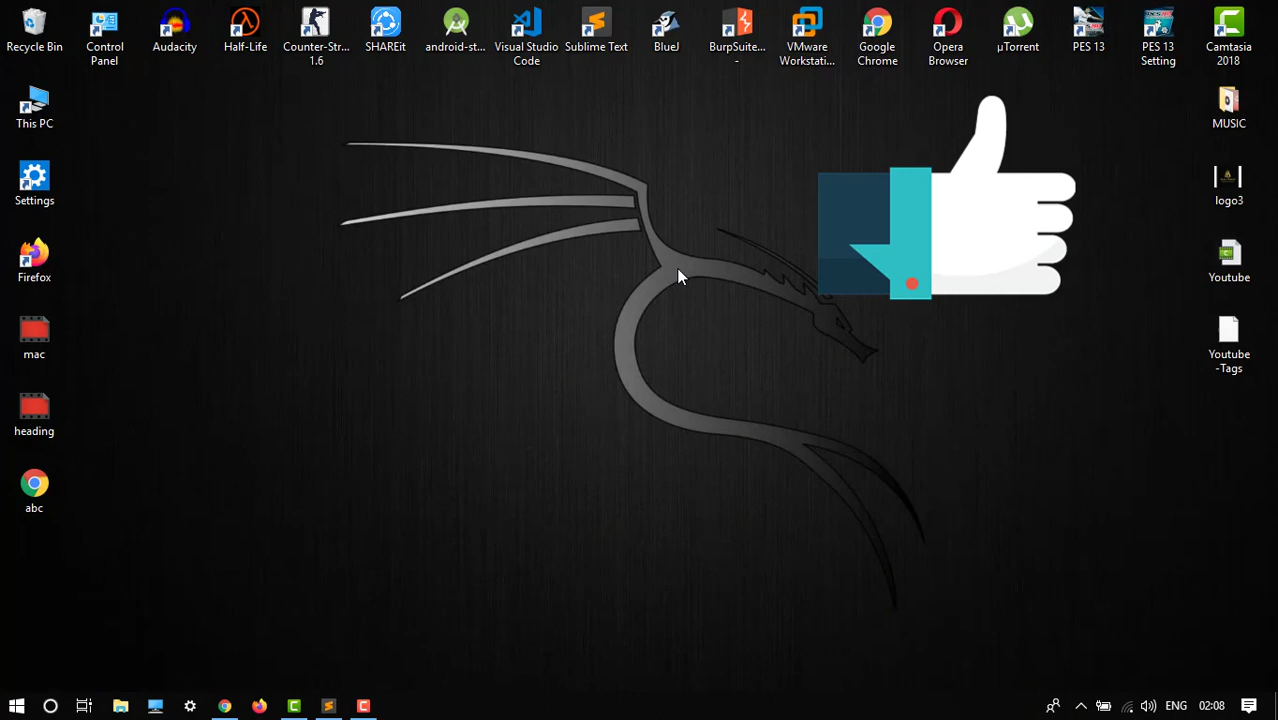 Recycle Bin
Control
Panel
Audacity
Half-Life
Counter-Str...
1.6
SHAREit
android-st...
Visual Studio
Code
Sublime Text
BlueJ
BurpSuite...
-
VMware
Workstati...
Google
Chrome
Opera
Browser
µTorrent
PES 13
PES 13
Setting
Camtasia
2018
This PC
MUSIC
Settings
logo3
Firefox
Youtube
mac
Youtube
-Tags
heading
abc
ENG
02:08